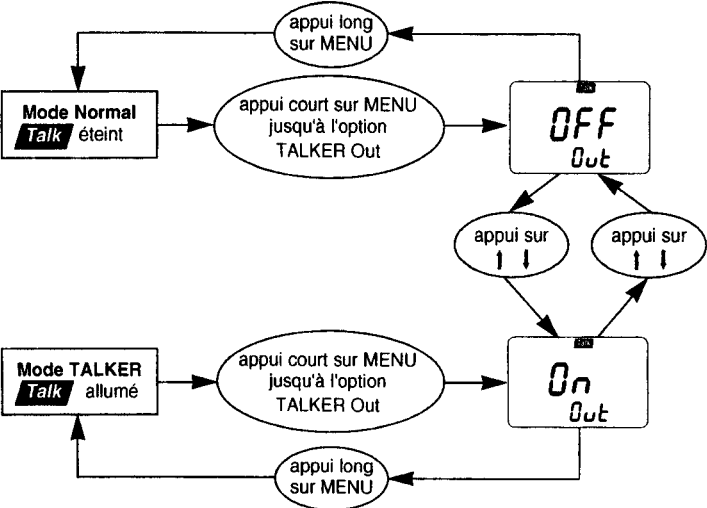 appui long
sur MENU
Mode Normal
Talk éteint
appui court sur MENU
jusqu'à l'option
TALKER Out
OFF
Out
appui sur
↑ ↓
appui sur
↑ ↓
Mode TALKER
Talk allumé
appui court sur MENU
jusqu'à l'option
TALKER Out
On
Out
appui long
sur MENU